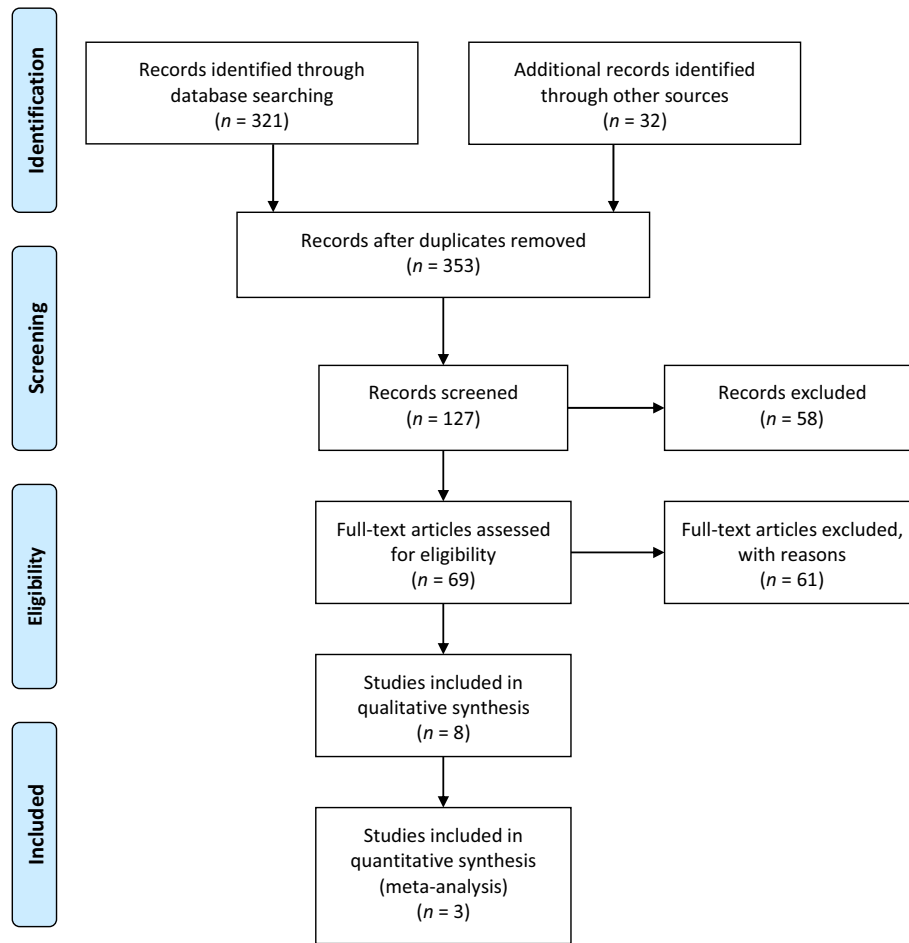 Identification
Records identified through
database searching
(n = 321)
Additional records identified
through other sources
(n = 32)
Records after duplicates removed
(n = 353)
Screening
Records screened
(n = 127)
Records excluded
(n = 58)
Eligibility
Full-text articles assessed
for eligibility
(n = 69)
Full-text articles excluded,
with reasons
(n = 61)
Studies included in
qualitative synthesis
(n = 8)
Included
Studies included in
quantitative synthesis
(meta-analysis)
(n = 3)